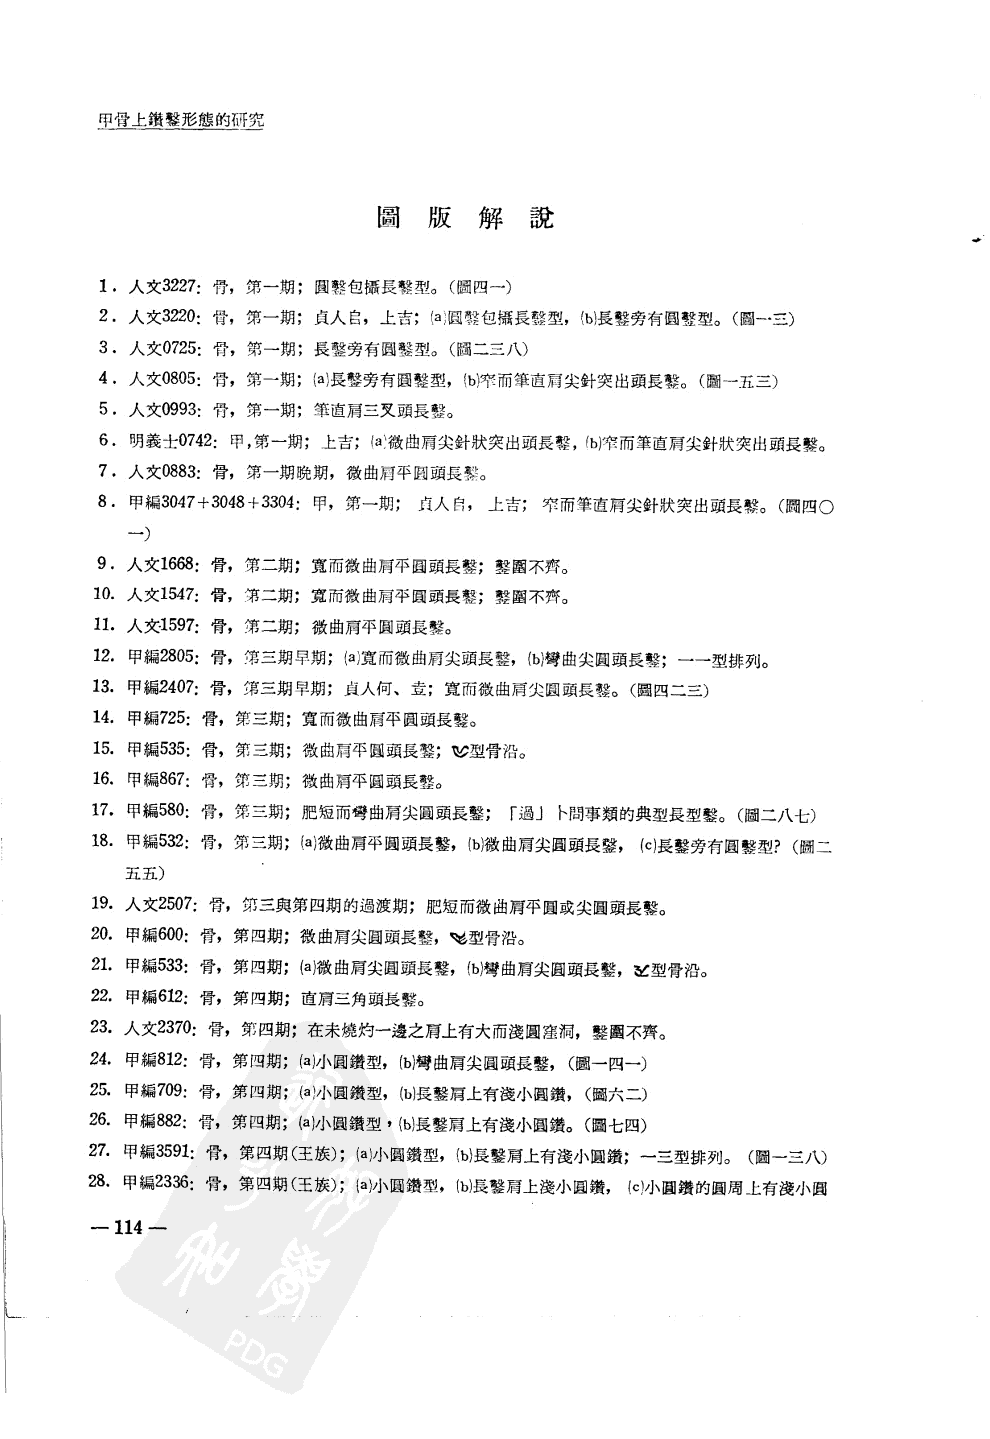 甲骨上鑽鑿形態的研究
圖版解說
1. 人文3227: 骨, 第一期; 圓鑿包攝長鑿型。(圖四一)
2. 人文3220: 骨, 第一期; 貞人𠂤, 上吉; (a)圓鑿包攝長鑿型, (b)長鑿旁有圓鑿型。(圖一三)
3. 人文0725: 骨, 第一期; 長鑿旁有圓鑿型。(圖二三八)
4. 人文0805: 骨, 第一期; (a)長鑿旁有圓鑿型, (b)窄而筆直肩尖針突出頭長鑿。(圖一五三)
5. 人文0993: 骨, 第一期; 筆直肩三叉頭長鑿。
6. 明義士0742: 甲,第一期; 上吉; (a)微曲肩尖針狀突出頭長鑿, (b)窄而筆直肩尖針狀突出頭長鑿。
7. 人文0883: 骨, 第一期晚期, 微曲肩平圓頭長鑿。
8. 甲編3047+3048+3304: 甲, 第一期; 貞人𠂤, 上吉; 窄而筆直肩尖針狀突出頭長鑿。(圖四〇
一)
9. 人文1668: 骨, 第二期; 寬而微曲肩平圓頭長鑿; 鑿圍不齊。
10. 人文1547: 骨, 第二期; 寬而微曲肩平圓頭長鑿; 鑿圍不齊。
11. 人文1597: 骨, 第二期; 微曲肩平圓頭長鑿。
12. 甲編2805: 骨, 第三期早期; (a)寬而微曲肩尖頭長鑿, (b)彎曲尖圓頭長鑿; 一一型排列。
13. 甲編2407: 骨, 第三期早期; 貞人何、壴; 寬而微曲肩尖圓頭長鑿。(圖四二三)
14. 甲編725: 骨, 第三期; 寬而微曲肩平圓頭長鑿。
15. 甲編535: 骨, 第三期; 微曲肩平圓頭長鑿; 型骨沿。
16. 甲編867: 骨, 第三期; 微曲肩平圓頭長鑿。
17. 甲編580: 骨, 第三期; 肥短而彎曲肩尖圓頭長鑿; 「過」卜問事類的典型長型鑿。(圖二八七)
18. 甲編532: 骨, 第三期; (a)微曲肩平圓頭長鑿, (b)微曲肩尖圓頭長鑿, (c)長鑿旁有圓鑿型? (圖二
五五)
19. 人文2507: 骨, 第三與第四期的過渡期; 肥短而微曲肩平圓或尖圓頭長鑿。
20. 甲編600: 骨, 第四期; 微曲肩尖圓頭長鑿, 型骨沿。
21. 甲編533: 骨, 第四期; (a)微曲肩尖圓頭長鑿, (b)彎曲肩尖圓頭長鑿, 型骨沿。
22. 甲編612: 骨, 第四期; 直肩三角頭長鑿。
23. 人文2370: 骨, 第四期; 在未燒灼一邊之肩上有大而淺圓窪洞, 鑿圍不齊。
24. 甲編812: 骨, 第四期; (a)小圓鑽型, (b)彎曲肩尖圓頭長鑿, (圖一四一)
25. 甲編709: 骨, 第四期; (a)小圓鑽型, (b)長鑿肩上有淺小圓鑽, (圖六二)
26. 甲編882: 骨, 第四期; (a)小圓鑽型,(b)長鑿肩上有淺小圓鑽。(圖七四)
27. 甲編3591: 骨, 第四期(王族); (a)小圓鑽型, (b)長鑿肩上有淺小圓鑽; 一三型排列。 (圖一三八)
28. 甲編2336: 骨, 第四期(王族); (a)小圓鑽型, (b)長鑿肩上淺小圓鑽, (c)小圓鑽的圓周上有淺小圓
— 114 —
PDG